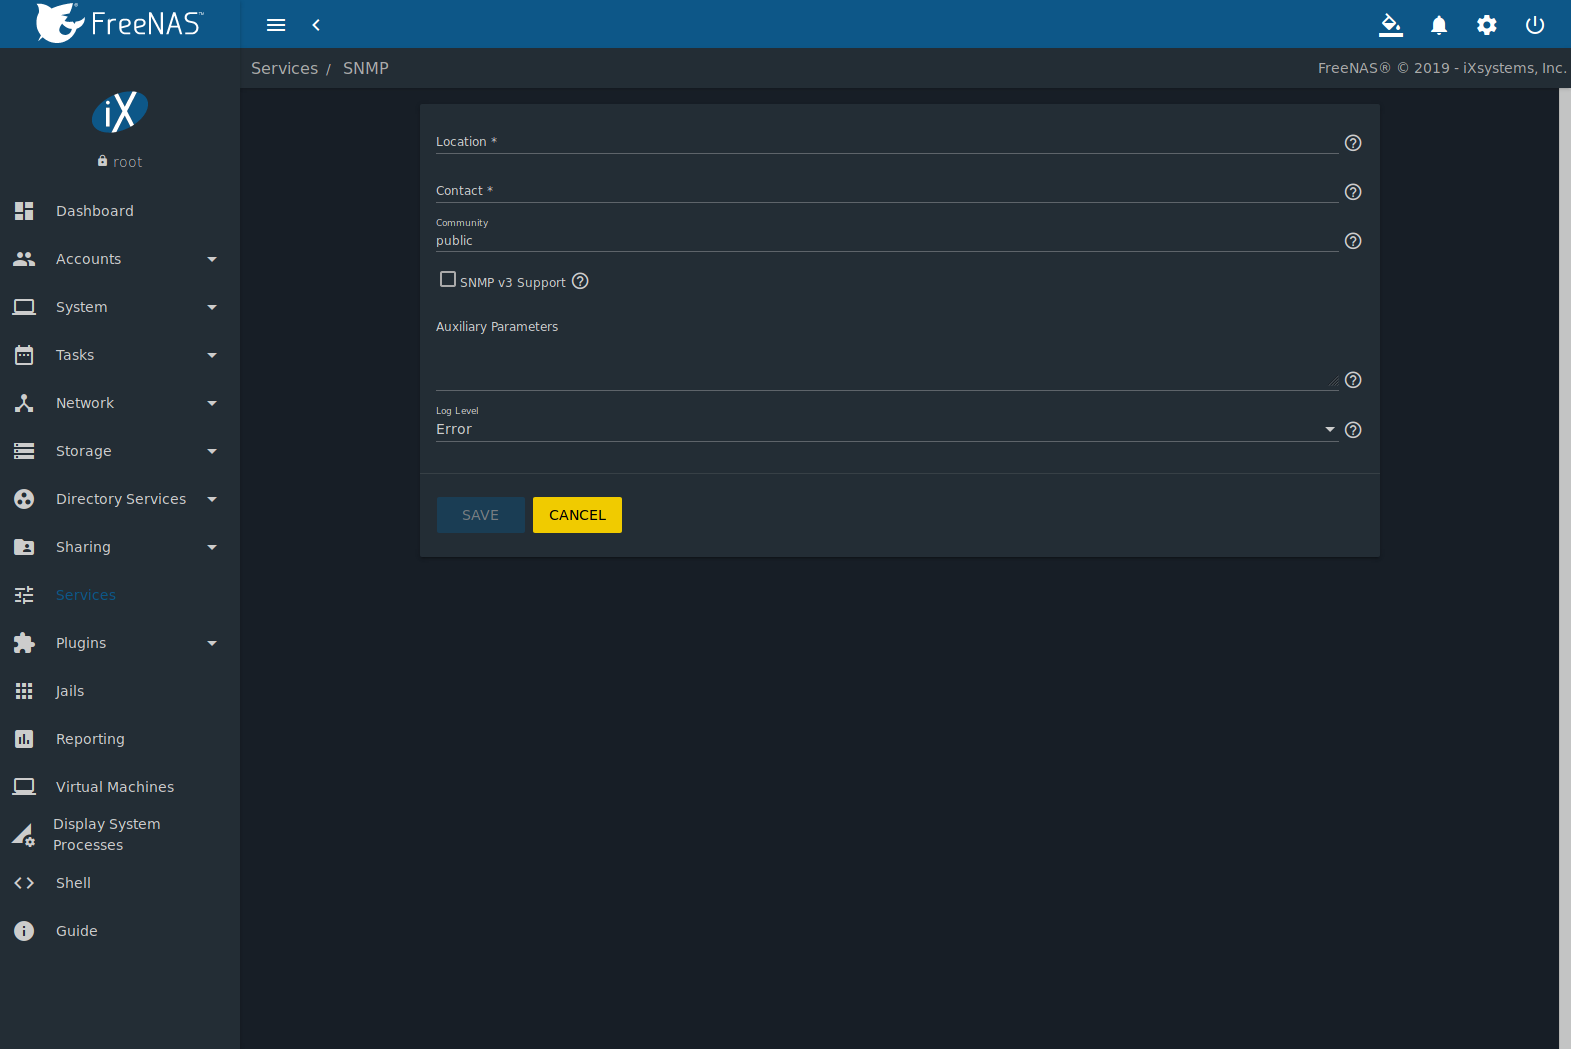 FreeNAS™
Services / SNMP
FreeNAS® © 2019 - iXsystems, Inc.
iX
root
Dashboard
Accounts
System
Tasks
Network
Storage
Directory Services
Sharing
Services
Plugins
Jails
Reporting
Virtual Machines
Display System
Processes
Shell
Guide
Location *
Contact *
Community
public
SNMP v3 Support
Auxiliary Parameters
Log Level
Error
SAVE CANCEL